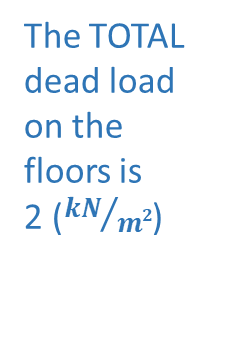 The TOTAL
dead load
on the
floors is
2 (kN/m²)